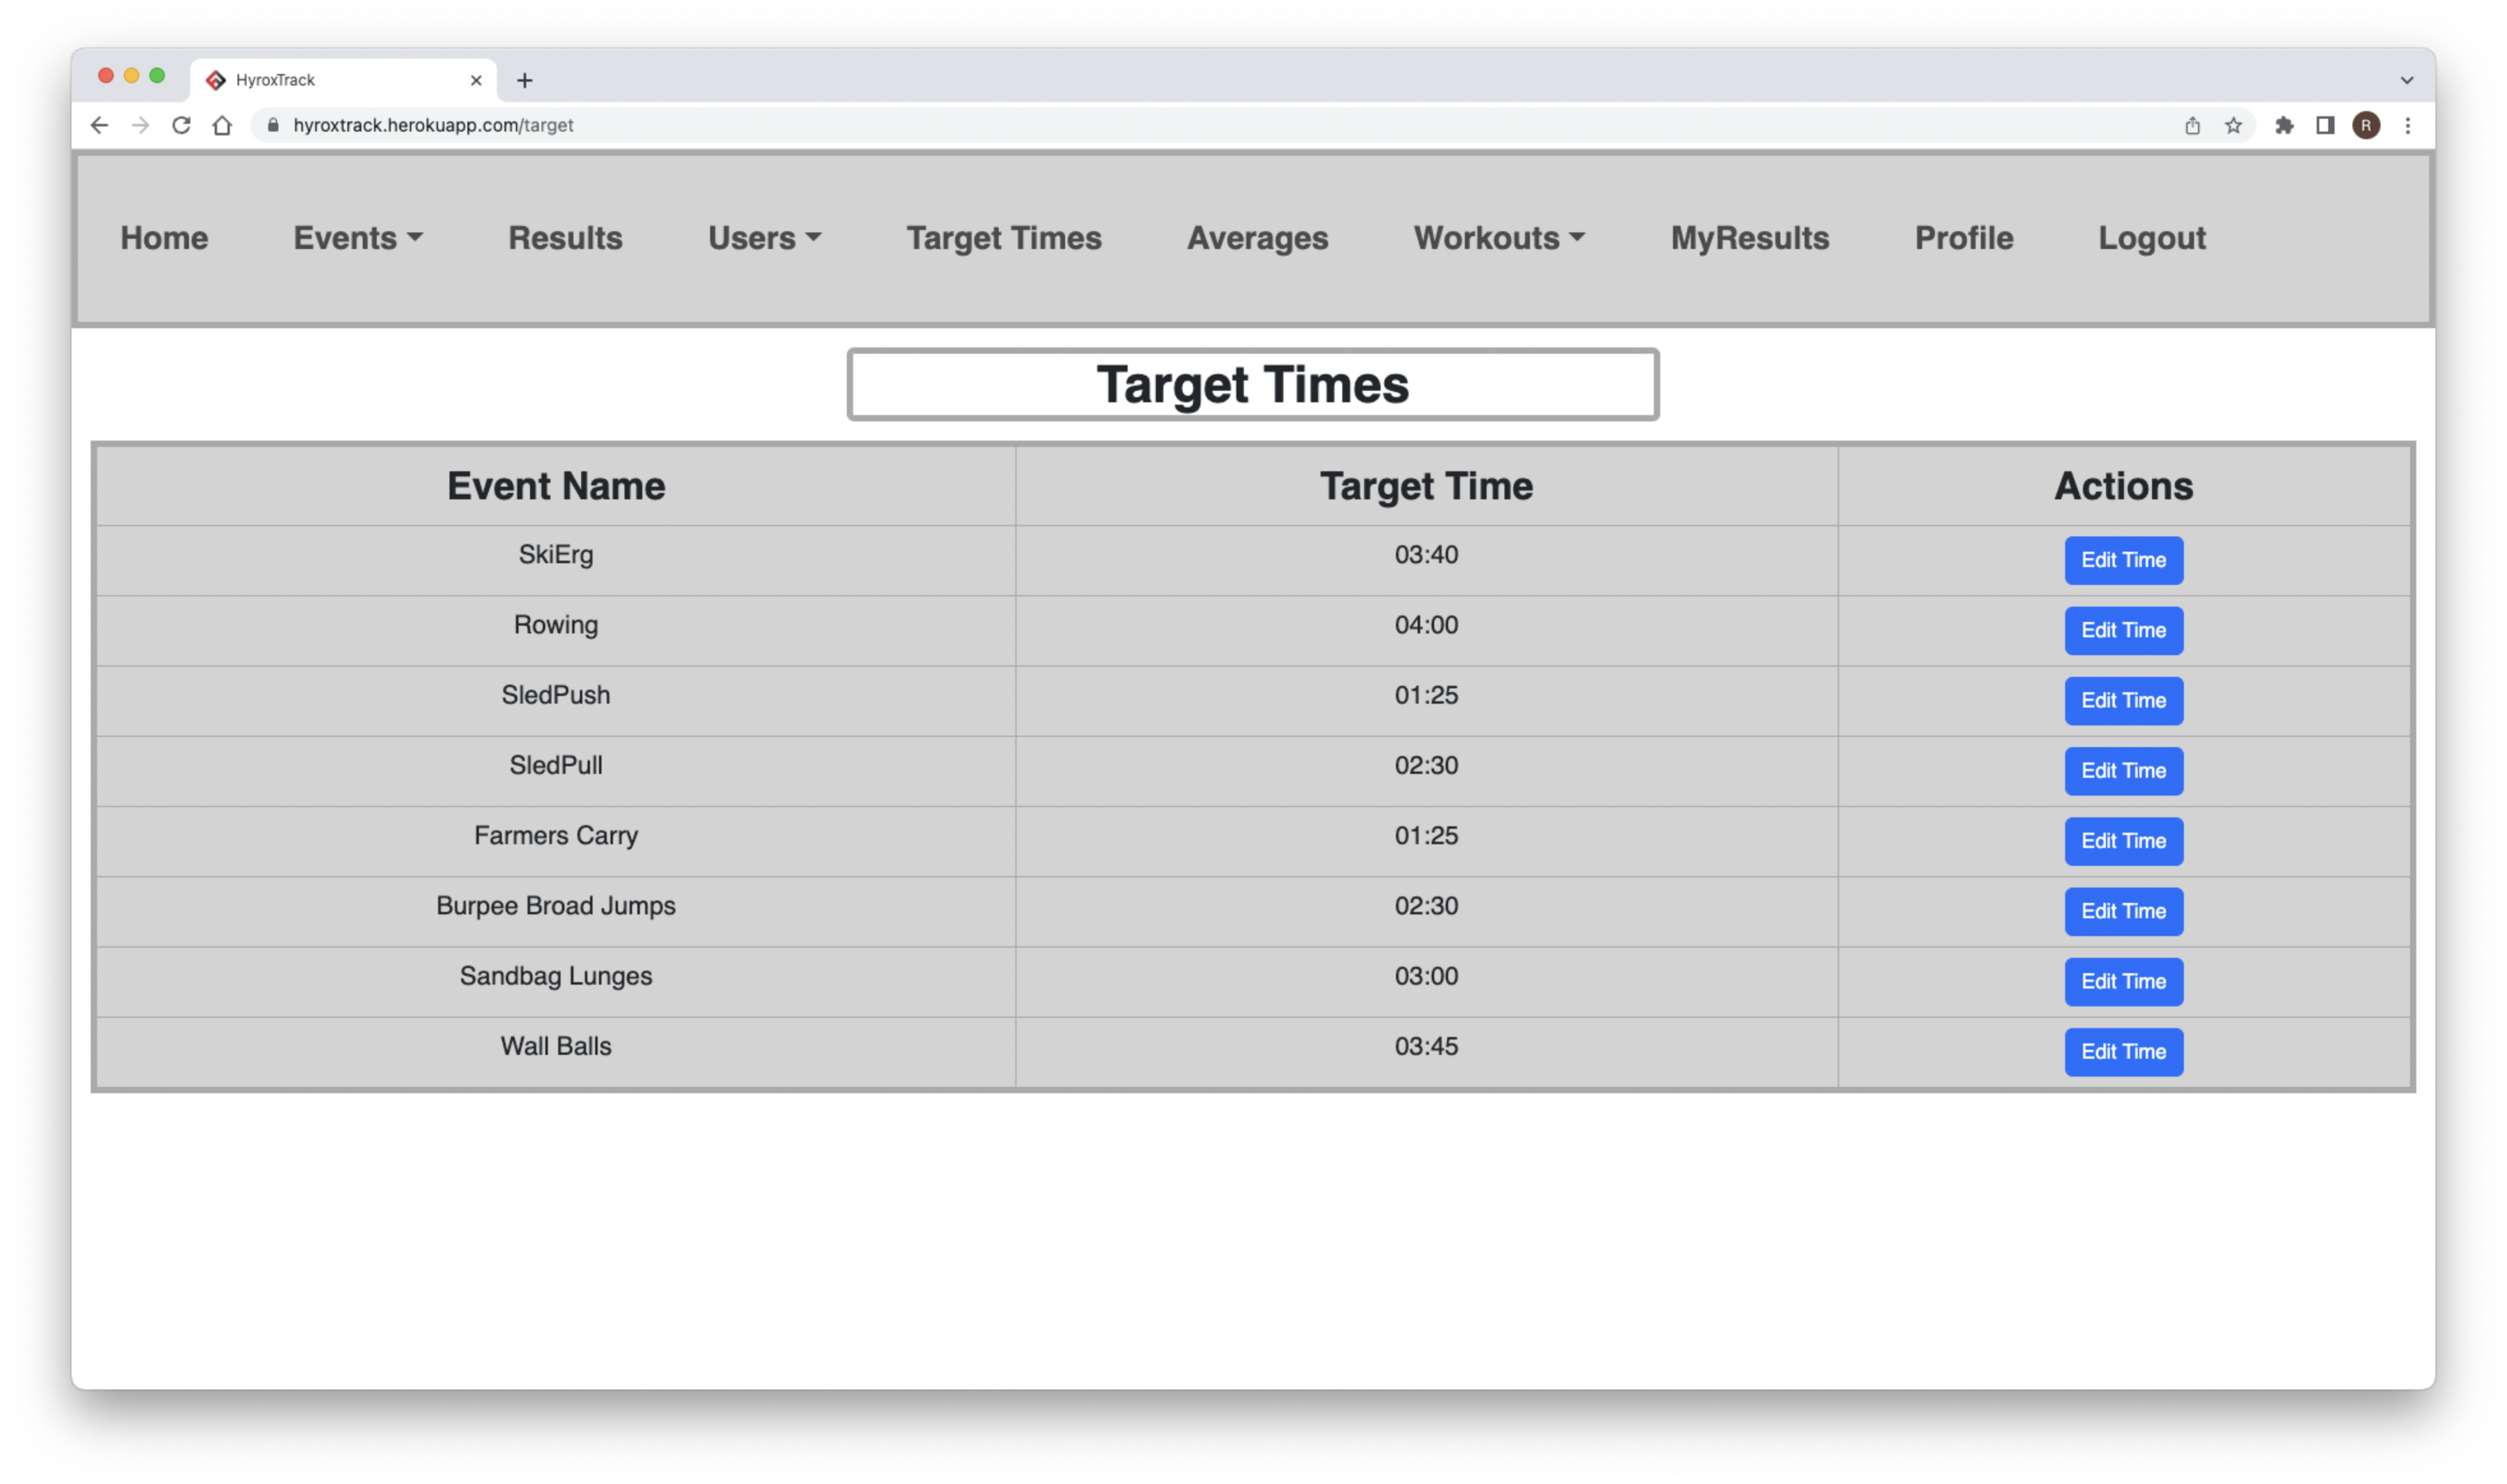 HyroxTrack
hyroxtrack.herokuapp.com/target
R
Home Events Results Users Target Times Averages Workouts MyResults Profile Logout
Target Times
Event Name Target Time Actions
SkiErg 03:40 Edit Time
Rowing 04:00 Edit Time
SledPush 01:25 Edit Time
SledPull 02:30 Edit Time
Farmers Carry 01:25 Edit Time
Burpee Broad Jumps 02:30 Edit Time
Sandbag Lunges 03:00 Edit Time
Wall Balls 03:45 Edit Time